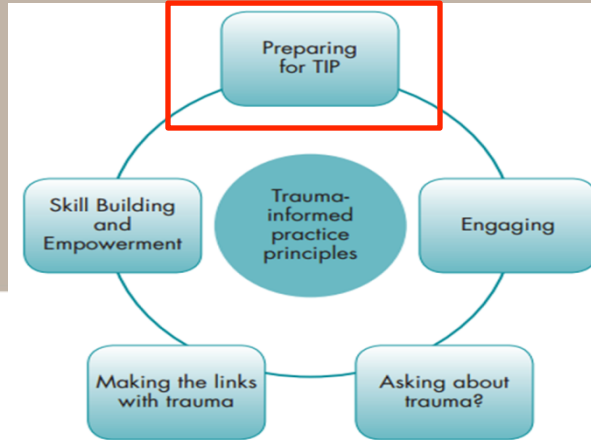 Preparing
for TIP
Skill Building
and
Empowerment
Trauma-
informed
practice
principles
Engaging
Making the links
with trauma
Asking about
trauma?